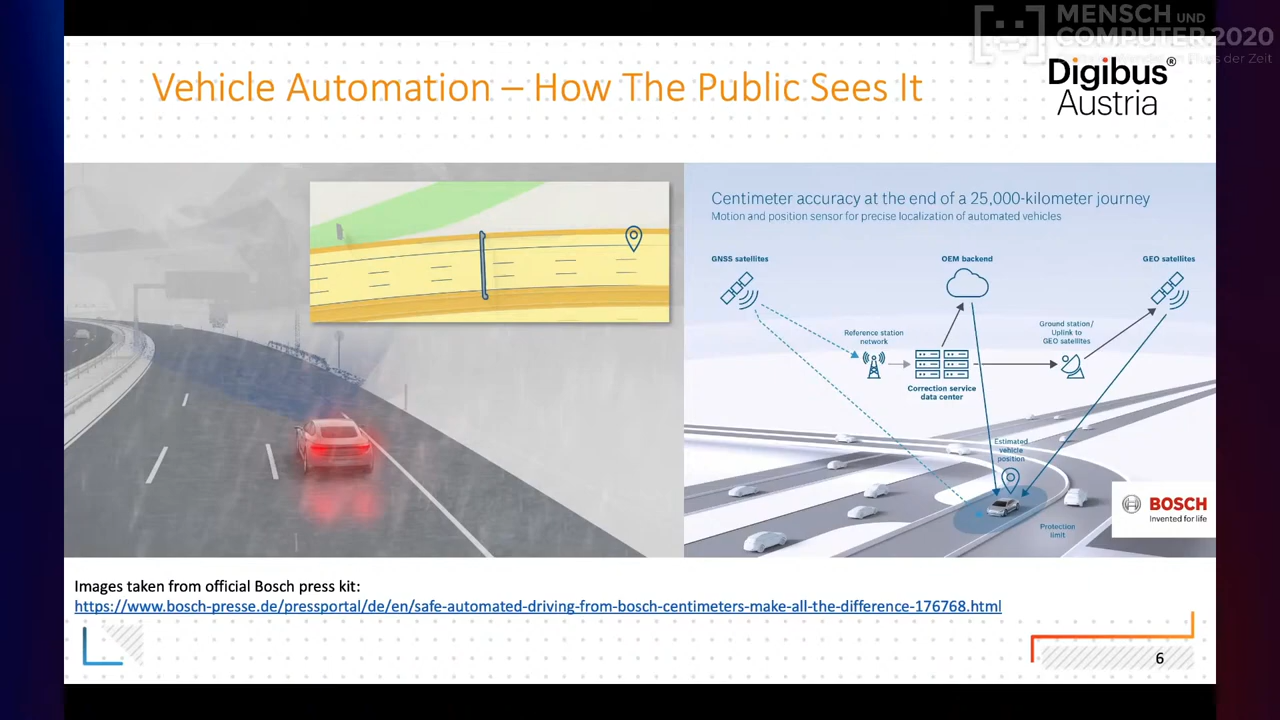 MENSCH UND
COMPUTER 2020
der Zeit
Vehicle Automation – How The Public Sees It
Digibus®
Austria
Centimeter accuracy at the end of a 25,000-kilometer journey
Motion and position sensor for precise localization of automated vehicles
GNSS satellites
OEM backend
GEO satellites
Reference station
network
Ground station/
Uplink to
GEO satellites
Correction service
data center
Estimated
vehicle
position
Protection
limit
BOSCH
Invented for life
Images taken from official Bosch press kit:
https://www.bosch-presse.de/pressportal/de/en/safe-automated-driving-from-bosch-centimeters-make-all-the-difference-176768.html
6